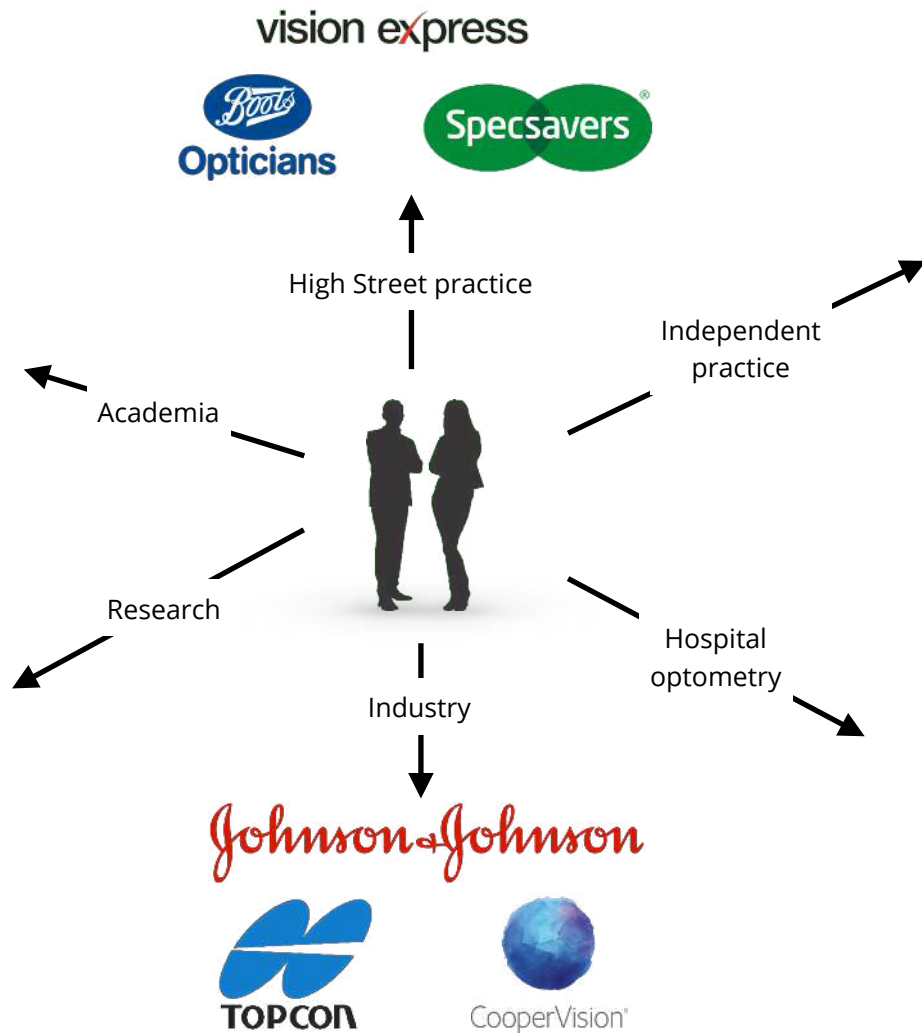 vision express
Boots
Opticians
Specsavers®
High Street practice
Independent
practice
Academia
Research
Hospital
optometry
Industry
Johnson & Johnson
TOPCON
CooperVision®